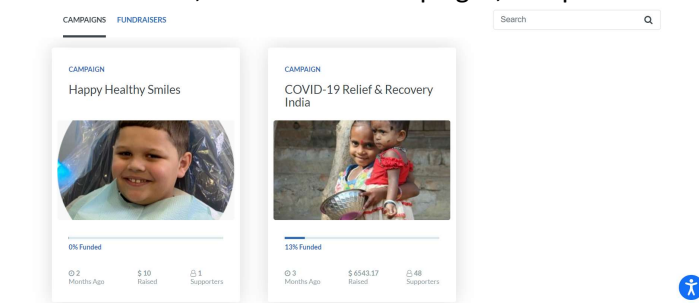 CAMPAIGNS FUNDRAISERS
Search
CAMPAIGN
Happy Healthy Smiles
0% Funded
2 $ 10 1
Months Ago Raised Supporters
CAMPAIGN
COVID-19 Relief & Recovery
India
13% Funded
3 $ 6543.17 48
Months Ago Raised Supporters